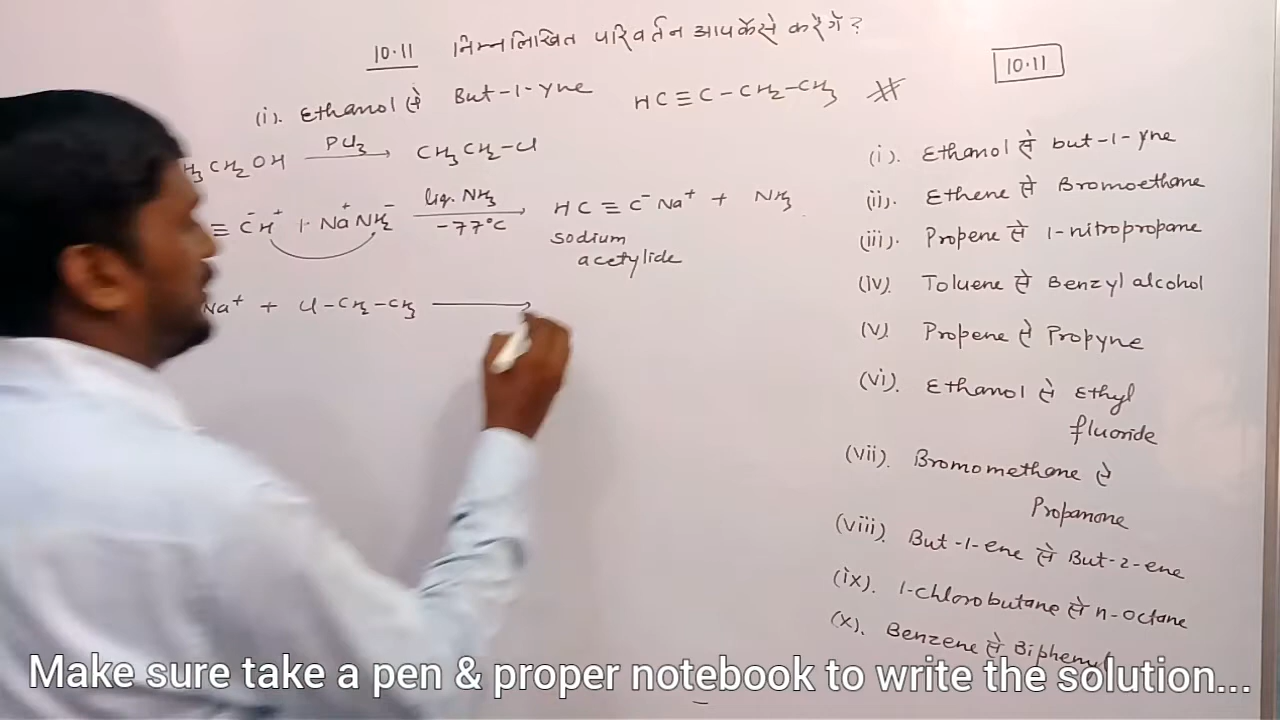 10.11 निम्नलिखित परिवर्तन आप कैसे करेंगे?
10.11
(i). Ethanol से But-1-yne HC≡C-CH₂-CH₃
H₃CH₂OH PCl₃ → CH₃CH₂-Cl
≡C⁻H⁺ + Na⁺NH₂⁻ liq. NH₃ → HC≡C⁻Na⁺ + NH₃
-77°C
sodium
acetylide
Na⁺ + Cl-CH₂-CH₃ →
(i). Ethanol से but-1-yne
(ii). Ethene से Bromoethane
(iii). Propene से 1-nitropropane
(iv). Toluene से Benzyl alcohol
(v). Propene से Propyne
(vi). Ethanol से Ethyl
fluoride
(vii). Bromomethane से
Propanone
(viii). But-1-ene से But-2-ene
(ix). 1-chlorobutane से n-octane
(x). Benzene से Biphenyl
Make sure take a pen & proper notebook to write the solution...